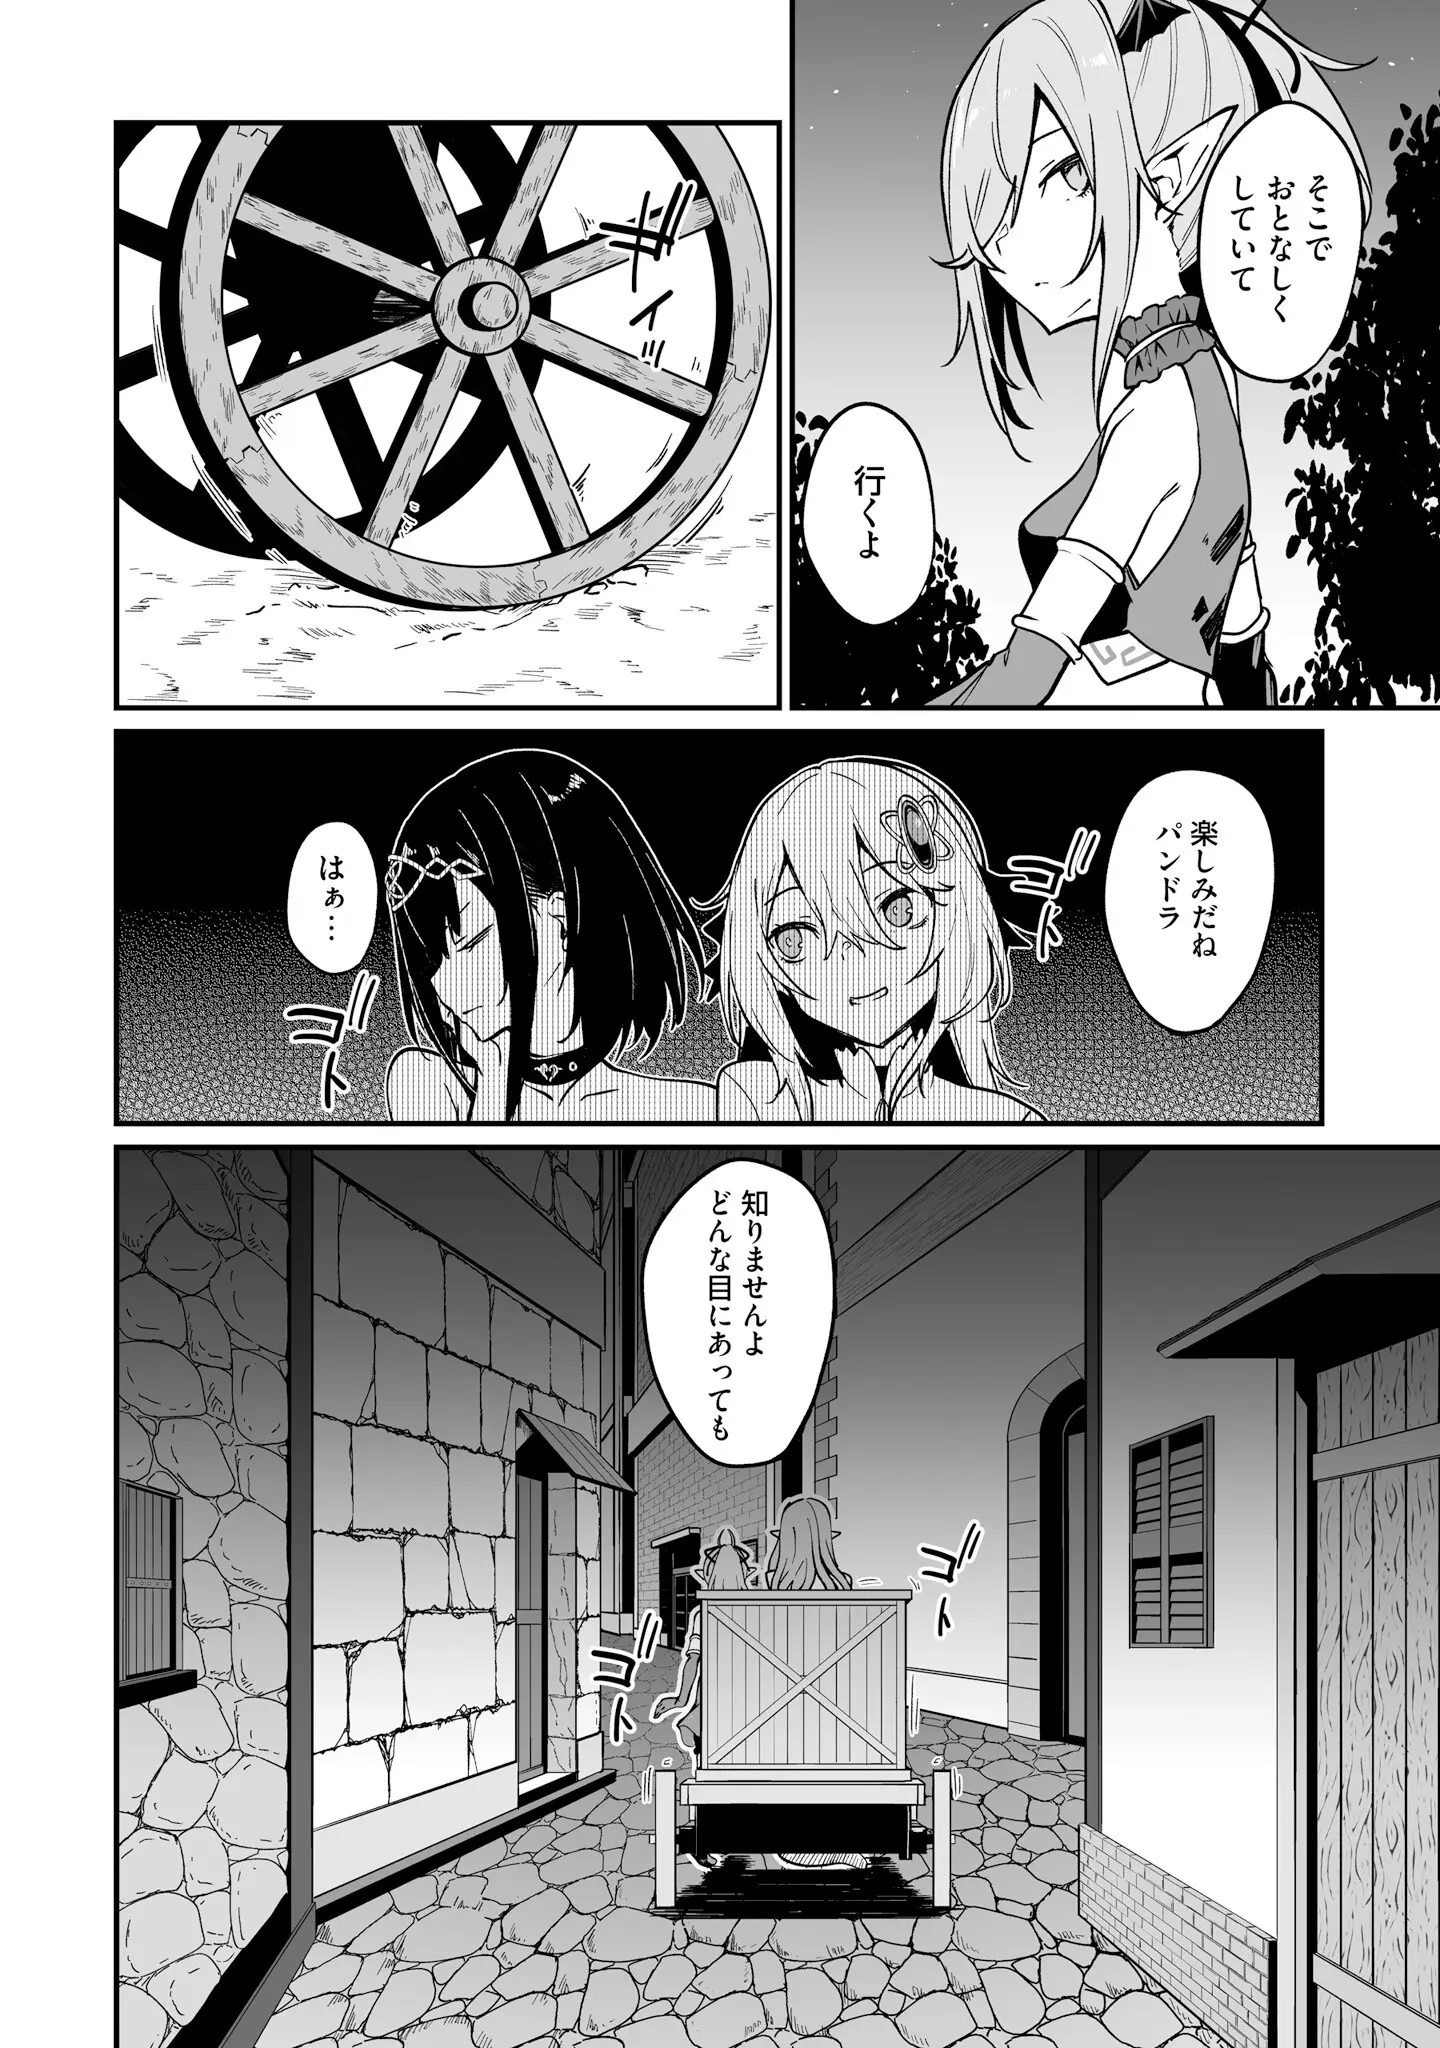 そこで
おとなしく
していて
行くよ
グイッ
楽しみだね
パンドラ
ゴト
はぁ…
ゴト
知りませんよ
どんな目にあっても
ゴト
ゴト